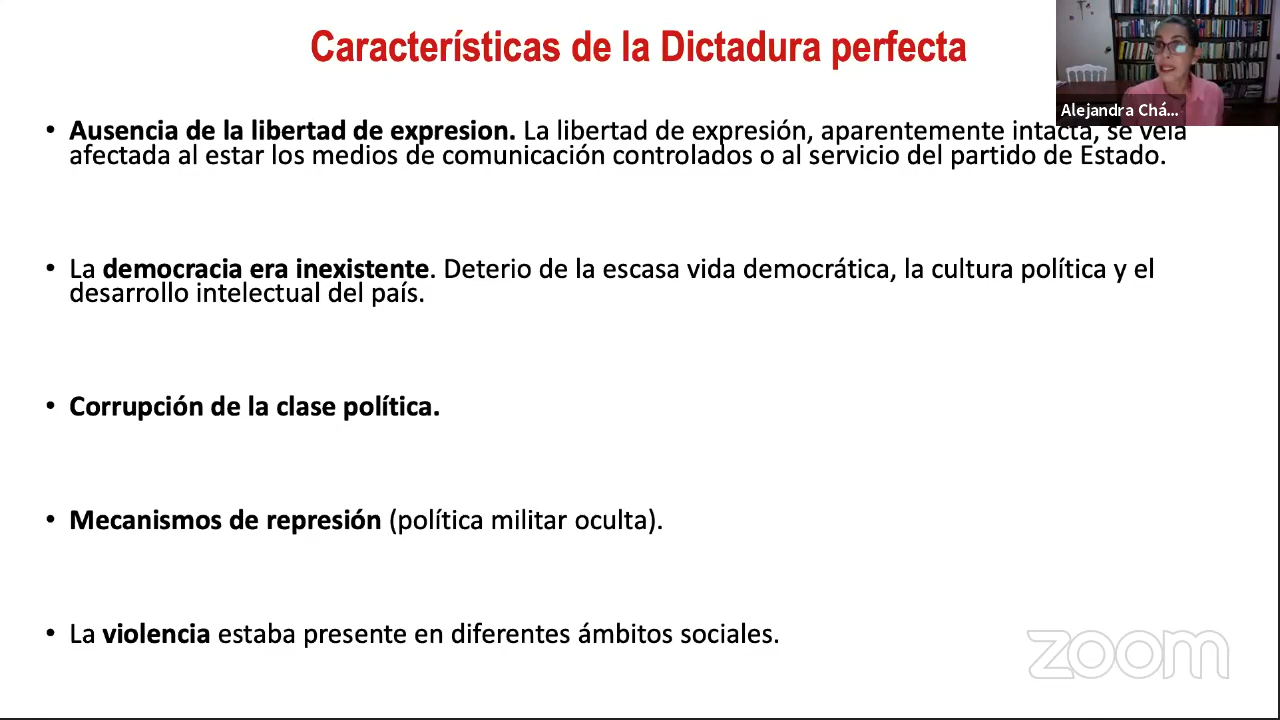 Características de la Dictadura perfecta
Alejandra Chá...
• Ausencia de la libertad de expresion. La libertad de expresión, aparentemente intacta, se veía
afectada al estar los medios de comunicación controlados o al servicio del partido de Estado.
• La democracia era inexistente. Deterio de la escasa vida democrática, la cultura política y el
desarrollo intelectual del país.
• Corrupción de la clase política.
• Mecanismos de represión (política militar oculta).
• La violencia estaba presente en diferentes ámbitos sociales.
zoom